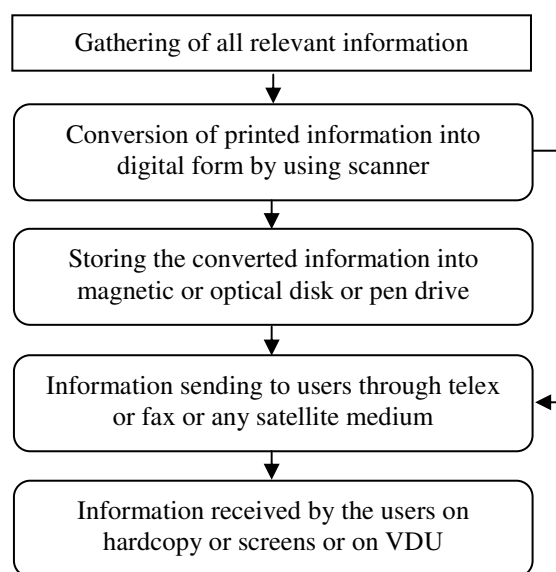 Gathering of all relevant information
Conversion of printed information into
digital form by using scanner
Storing the converted information into
magnetic or optical disk or pen drive
Information sending to users through telex
or fax or any satellite medium
Information received by the users on
hardcopy or screens or on VDU